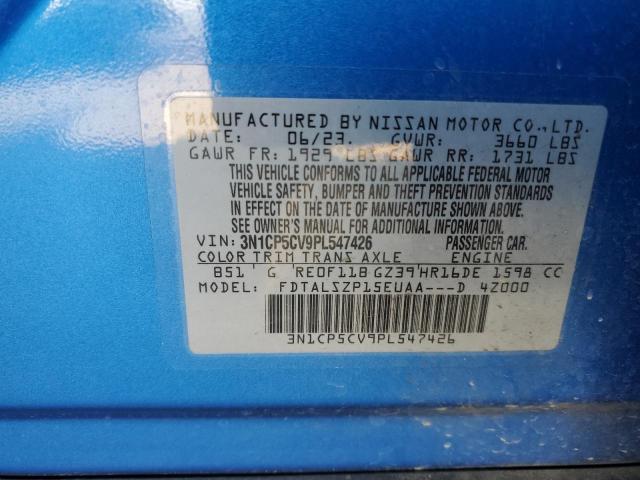 MANUFACTURED BY NISSAN MOTOR CO.,LTD.
DATE: 06/23. GVWR: 3660 LBS
GAWR FR: 1929 LBS GAWR RR: 1731 LBS
THIS VEHICLE CONFORMS TO ALL APPLICABLE FEDERAL MOTOR
VEHICLE SAFETY, BUMPER AND THEFT PREVENTION STANDARDS
IN EFFECT ON THE DATE OF MANUFACTURE SHOWN ABOVE.
SEE OWNER'S MANUAL FOR ADDITIONAL INFORMATION
VIN: 3N1CP5CV9PL547426 PASSENGER CAR.
COLOR TRIM TRANS AXLE ENGINE
B51 G RE0F11B GZ39 HR16DE 1598 CC
MODEL: FDTALSZP15EUAA---D 4Z000
3N1CP5CV9PL547426